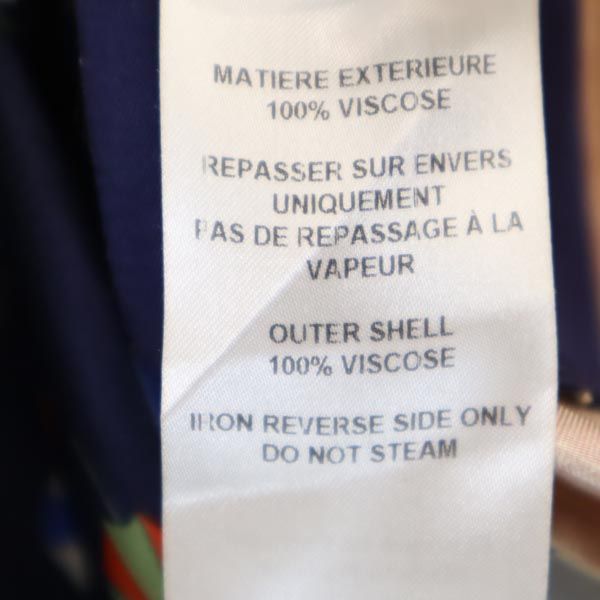 MATIERE EXTERIEURE
100% VISCOSE
REPASSER SUR ENVERS
UNIQUEMENT
PAS DE REPASSAGE À LA
VAPEUR
OUTER SHELL
100% VISCOSE
IRON REVERSE SIDE ONLY
DO NOT STEAM